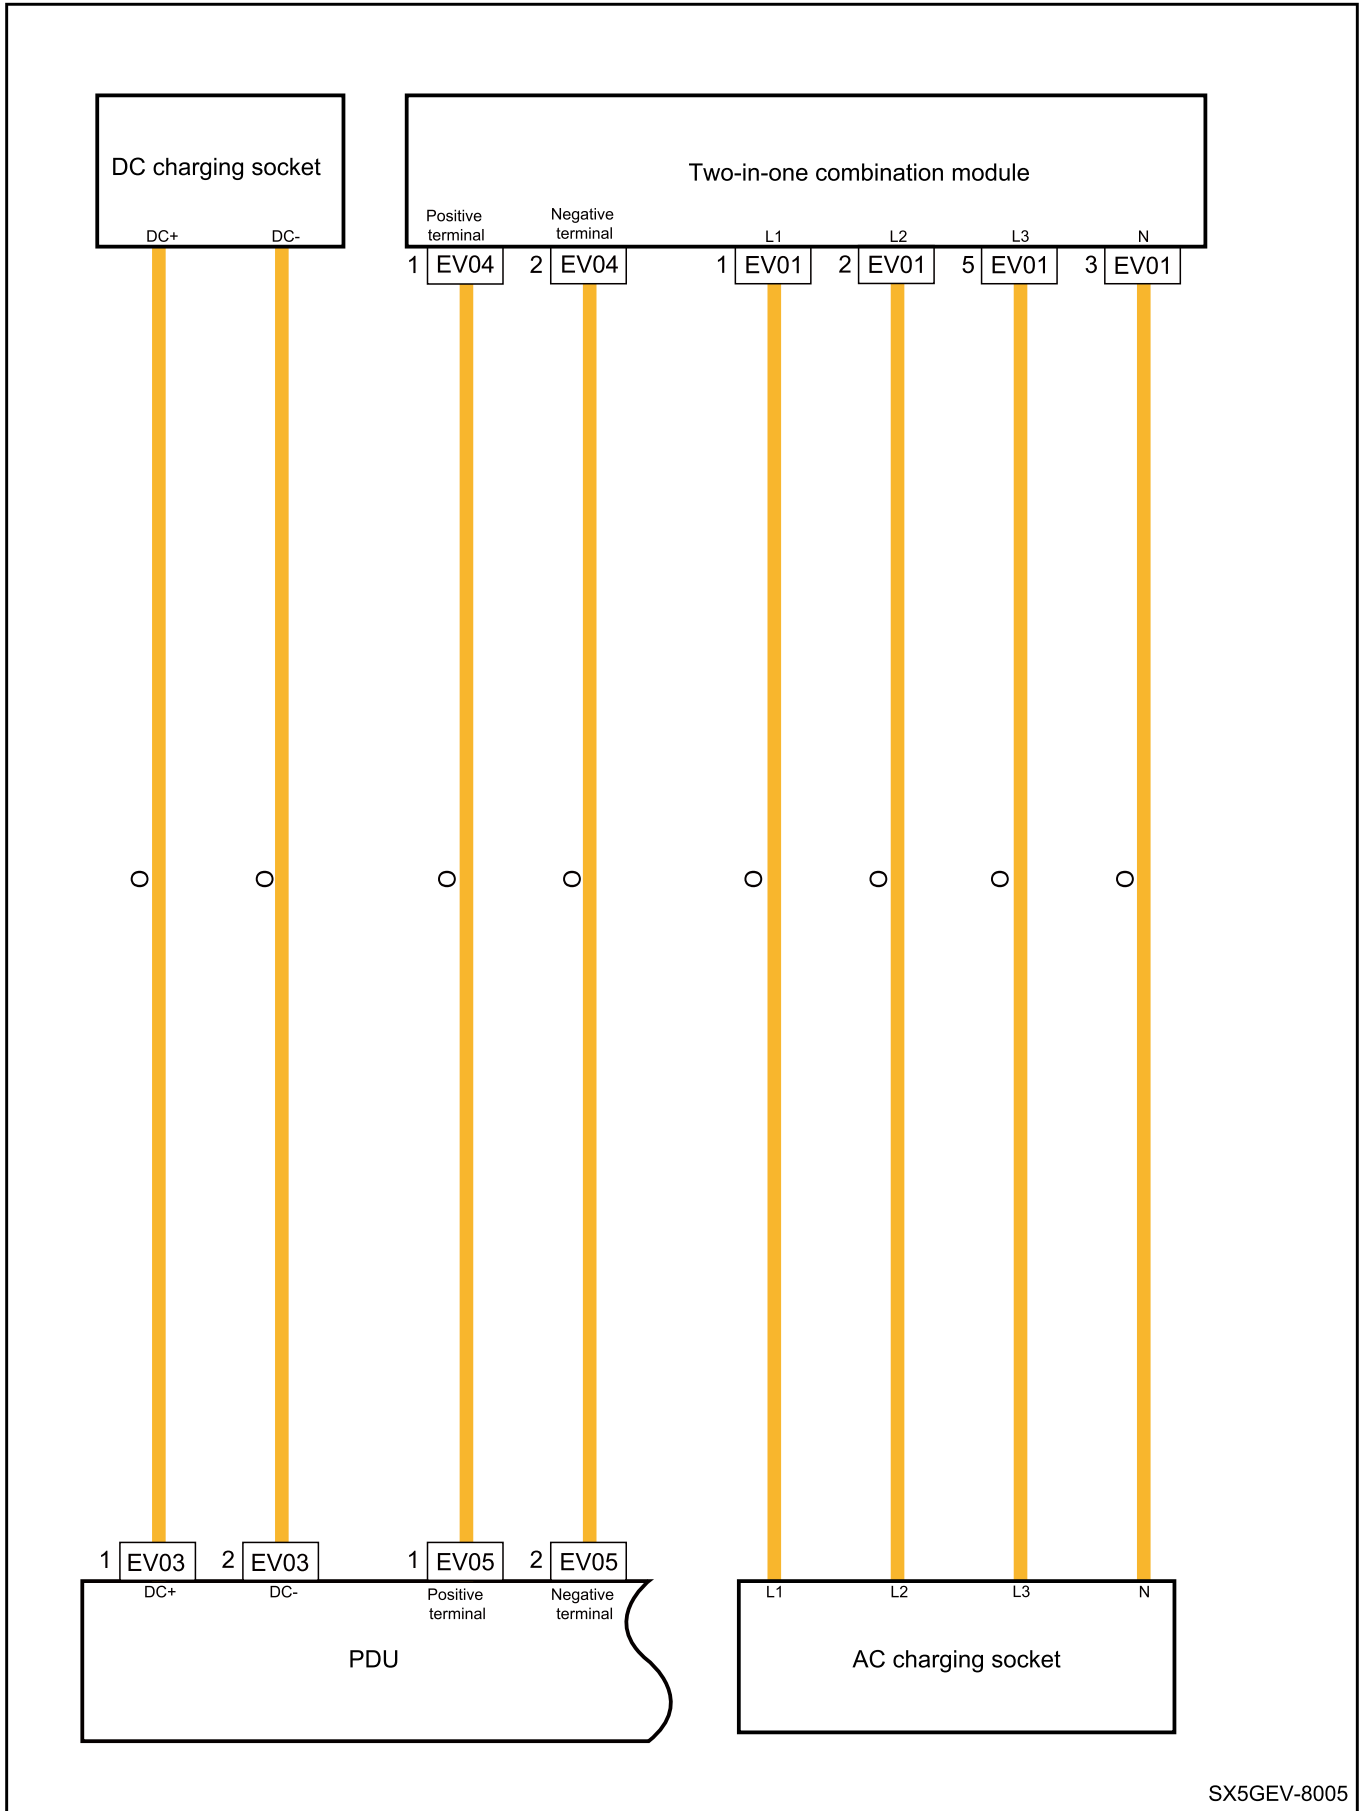 DC charging socket
DC+ DC-
Two-in-one combination module
Positive
terminal
Negative
terminal
L1 L2 L3 N
1 EV04 2 EV04 1 EV01 2 EV01 5 EV01 3 EV01
O O O O O O O O
1 EV03 2 EV03 1 EV05 2 EV05
DC+ DC-
Positive
terminal
Negative
terminal
PDU
L1 L2 L3 N
AC charging socket
SX5GEV-8005